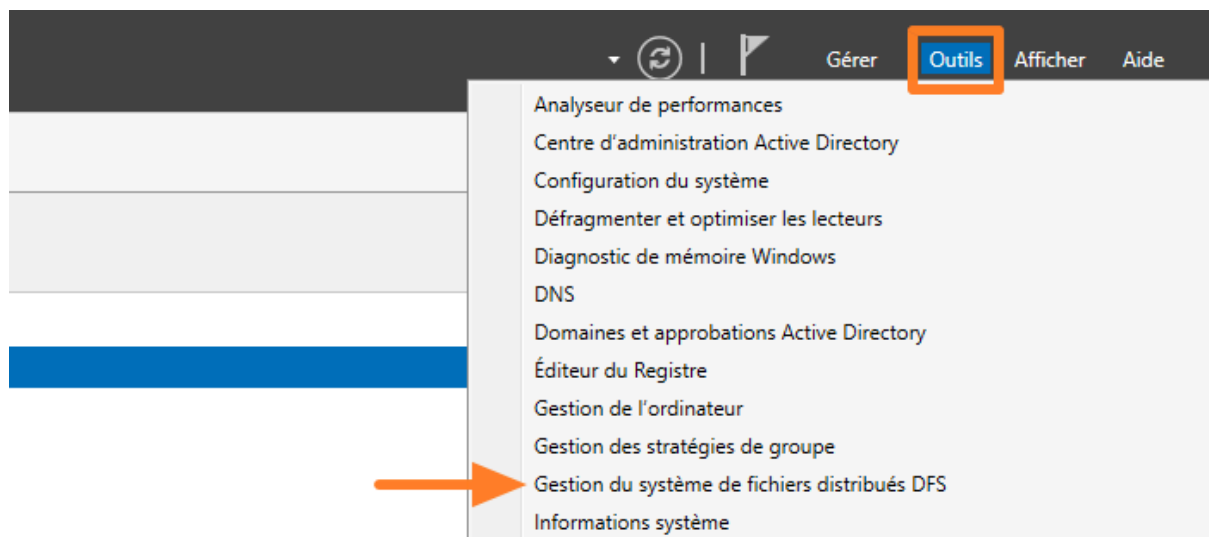 Gérer Outils Afficher Aide
Analyseur de performances
Centre d'administration Active Directory
Configuration du système
Défragmenter et optimiser les lecteurs
Diagnostic de mémoire Windows
DNS
Domaines et approbations Active Directory
Éditeur du Registre
Gestion de l'ordinateur
Gestion des stratégies de groupe
Gestion du système de fichiers distribués DFS
Informations système